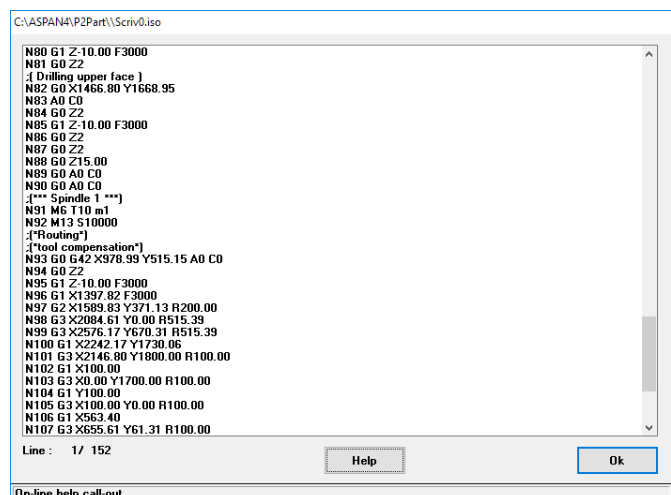 C:\ASPAN4\P2Part\\Scriv0.iso
N80 G1 Z-10.00 F3000
N81 G0 Z2
;( Drilling upper face )
N82 G0 X1466.80 Y1668.95
N83 A0 C0
N84 G0 Z2
N85 G1 Z-10.00 F3000
N86 G0 Z2
N87 G0 Z2
N88 G0 Z15.00
N89 G0 A0 C0
N90 G0 A0 C0
;(*** Spindle 1 ***)
N91 M6 T10 m1
N92 M13 S10000
;(*Routing*)
;(*tool compensation*)
N93 G0 G42 X978.99 Y515.15 A0 C0
N94 G0 Z2
N95 G1 Z-10.00 F3000
N96 G1 X1397.82 F3000
N97 G2 X1589.83 Y371.13 R200.00
N98 G3 X2084.61 Y0.00 R515.39
N99 G3 X2576.17 Y670.31 R515.39
N100 G1 X2242.17 Y1730.06
N101 G3 X2146.80 Y1800.00 R100.00
N102 G1 X100.00
N103 G3 X0.00 Y1700.00 R100.00
N104 G1 Y100.00
N105 G3 X100.00 Y0.00 R100.00
N106 G1 X563.40
N107 G3 X655.61 Y61.31 R100.00
Line : 1/ 152
Help
Ok
On-line help call-out